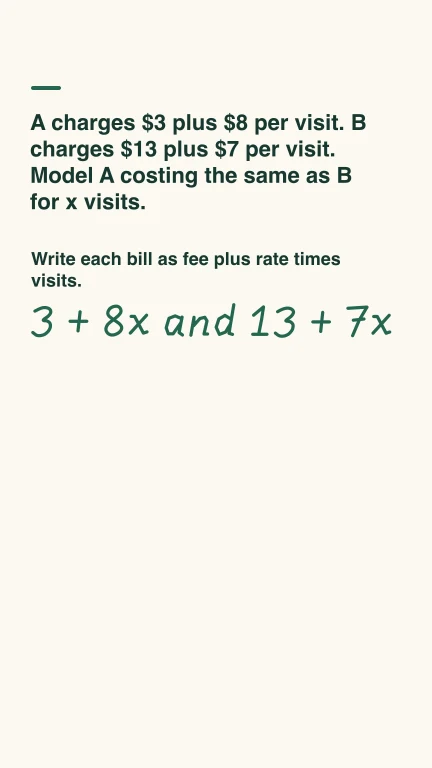 A charges $3 plus $8 per visit. B
charges $13 plus $7 per visit.
Model A costing the same as B
for x visits.
Write each bill as fee plus rate times
visits.
3 + 8x and 13 + 7x